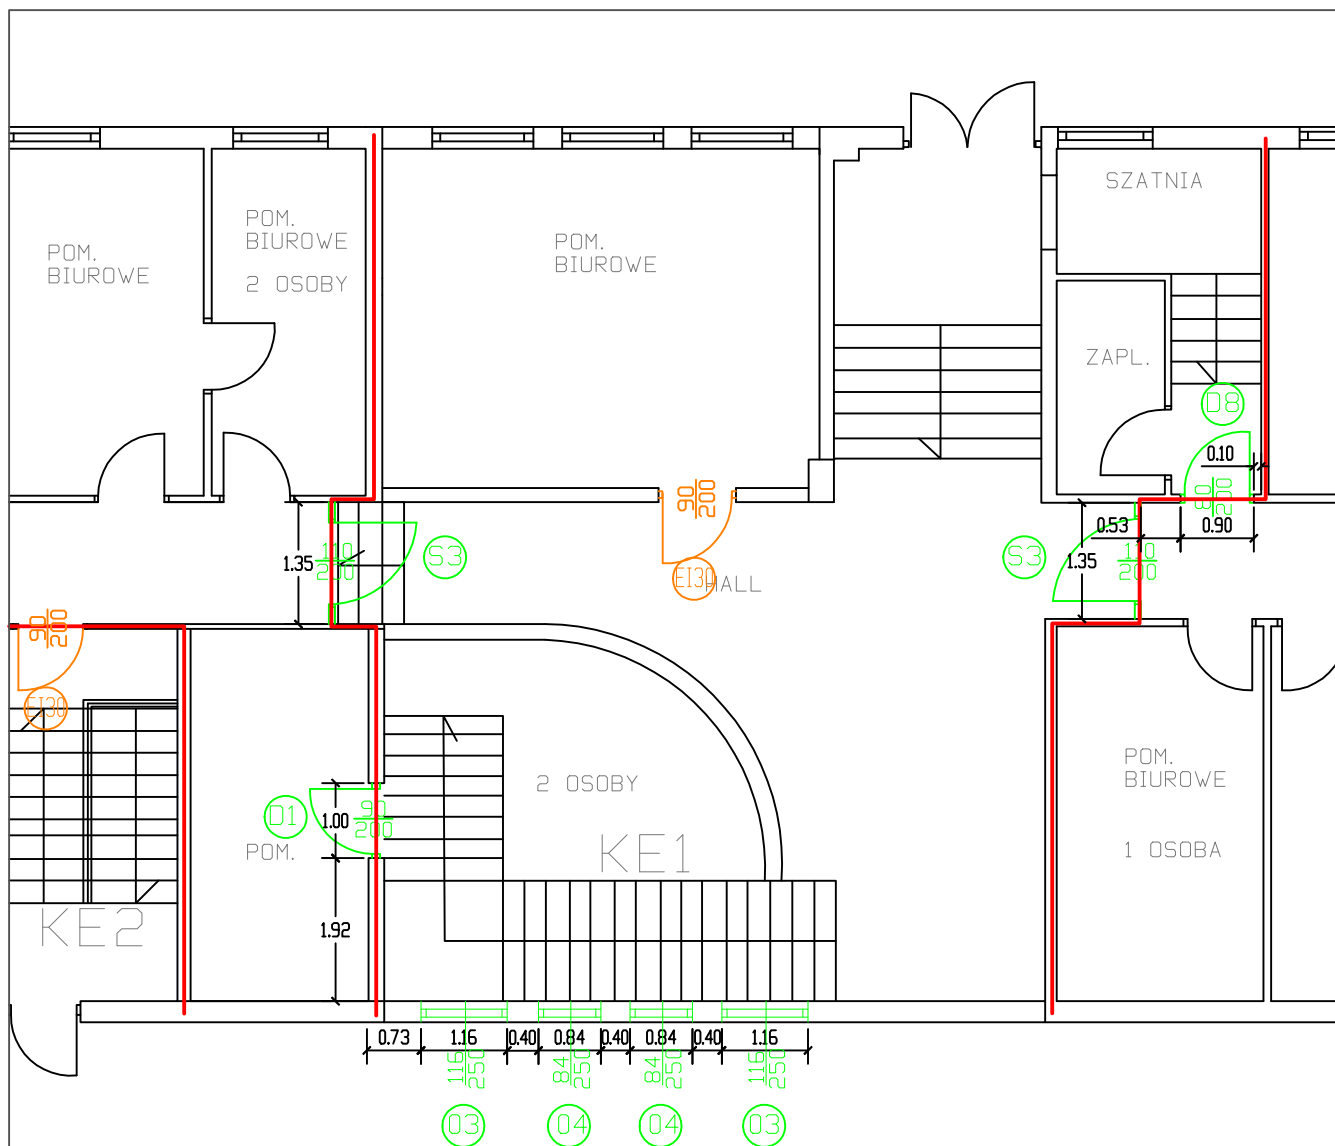 SZATNIA
POM.
BIUROWE
2 OSOBY
POM.
BIUROWE
POM.
BIUROWE
ZAPL.
D8
0.10
80
200
90
200
0.53
0.90
1.35
110
200
S3
EI30
HALL
S3
1.35
110
200
90
200
EI30
POM.
BIUROWE
1 OSOBA
2 OSOBY
D1
1.00
90
200
POM.
KE1
KE2
1.92
0.73
1.16
0.40
0.84
0.40
0.84
0.40
1.16
116
250
84
250
84
250
116
250
03
04
04
03